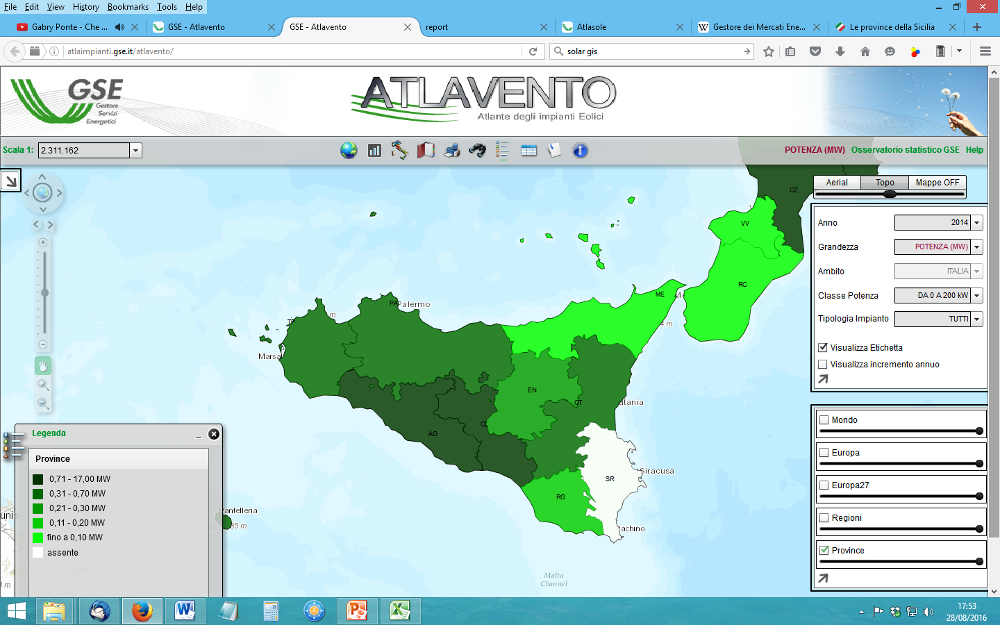 File Edit View History Bookmarks Tools Help
Gabry Ponte - Che ...
GSE - Atlavento
GSE - Atlavento
report
Atlasole
Gestore dei Mercati Ene...
Le province della Sicilia
atlaimpianti.gse.it/atlavento/
solar gis
GSE
Gestore
Servizi
Energetici
ATLAVENTO
Atlante degli impianti Eolici
Scala 1: 2.311.162
POTENZA (MW) Osservatorio statistico GSE Help
Aerial Topo Mappe OFF
Anno 2014
Grandezza POTENZA (MW)
Ambito ITALIA
Classe Potenza DA 0 A 200 kW
Tipologia Impianto TUTTI
Visualizza Etichetta
Visualizza incremento annuo
Mondo
Europa
Europa27
Regioni
Province
CZ
VV
RC
ME
PA Palermo
TP
m
4 m
Marsa
EN
CT
atania
AG
SR
Siracusa
RG
Pachino
Pantelleria
Malta
Channel
Legenda
Province
0,71 - 17,00 MW
0,31 - 0,70 MW
0,21 - 0,30 MW
0,11 - 0,20 MW
fino a 0,10 MW
assente
17:53
28/08/2016